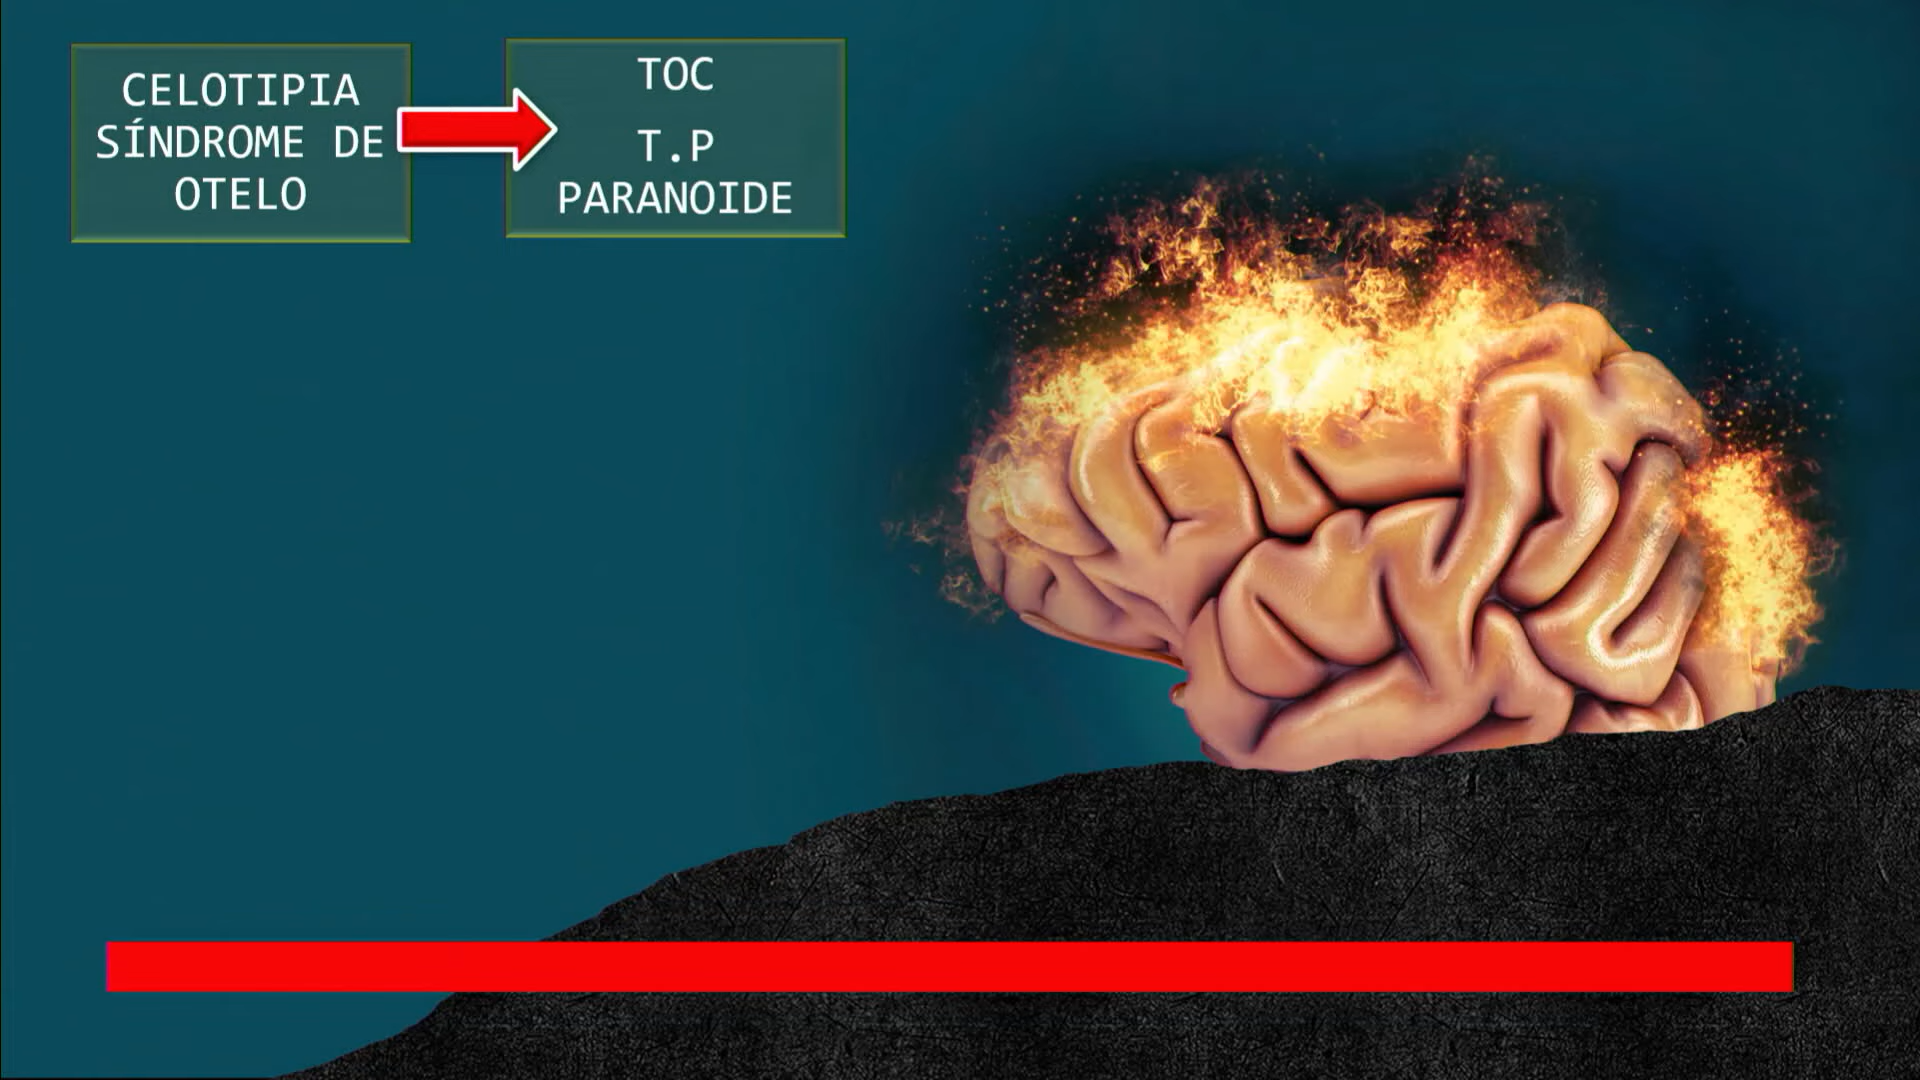 CELOTIPIA
SÍNDROME DE
OTELO
TOC
T.P
PARANOIDE